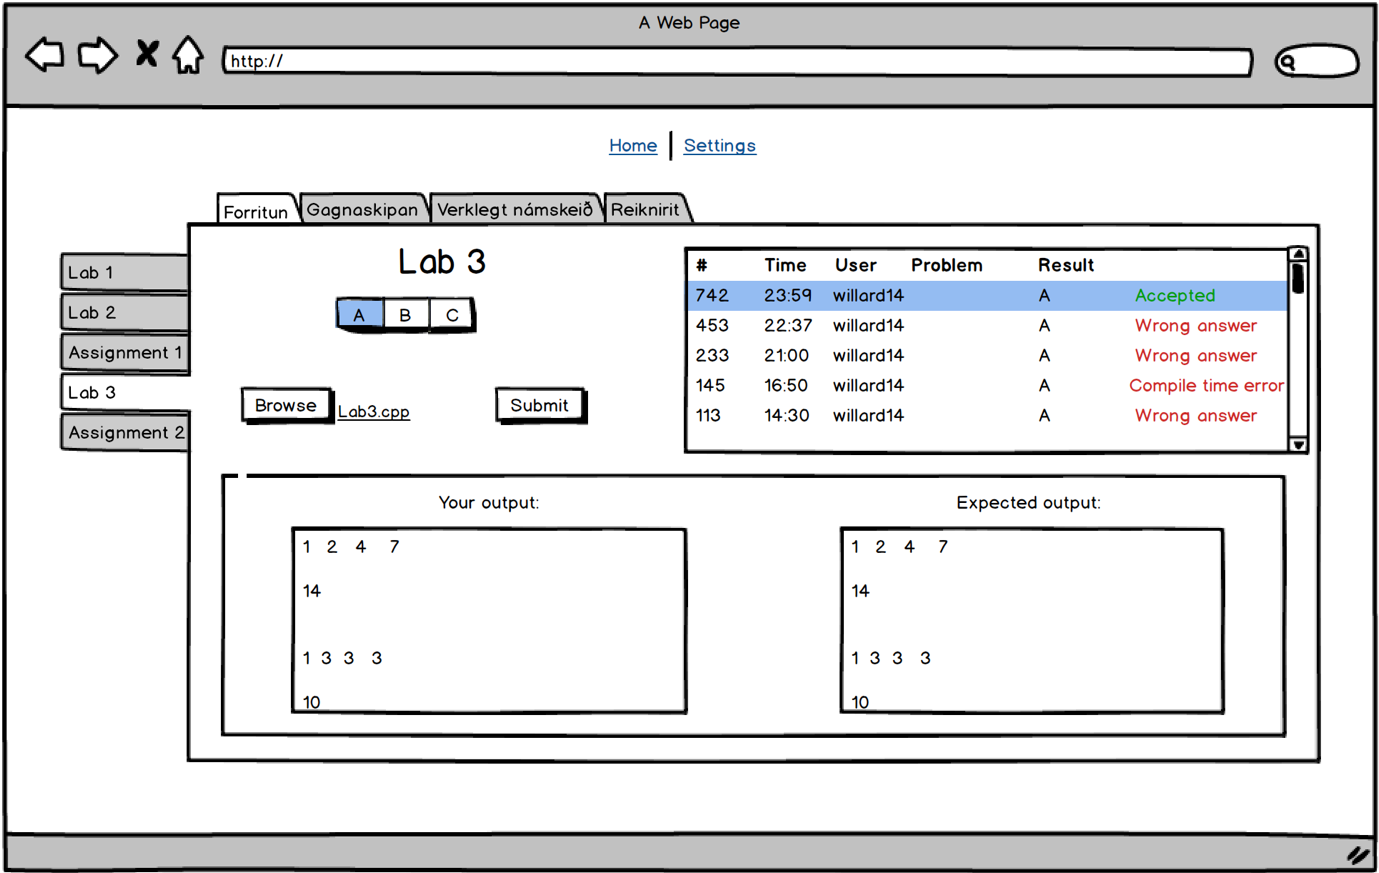 A Web Page
http://
Home | Settings
Forritun Gagnaskipan Verklegt námskeið Reiknirit
Lab 1
Lab 2
Assignment 1
Lab 3
Assignment 2
Lab 3
A B C
Browse Lab3.cpp Submit
# Time User Problem Result
742 23:59 willard14 A Accepted
453 22:37 willard14 A Wrong answer
233 21:00 willard14 A Wrong answer
145 16:50 willard14 A Compile time error
113 14:30 willard14 A Wrong answer
Your output:
1 2 4 7
14
1 3 3 3
10
Expected output:
1 2 4 7
14
1 3 3 3
10